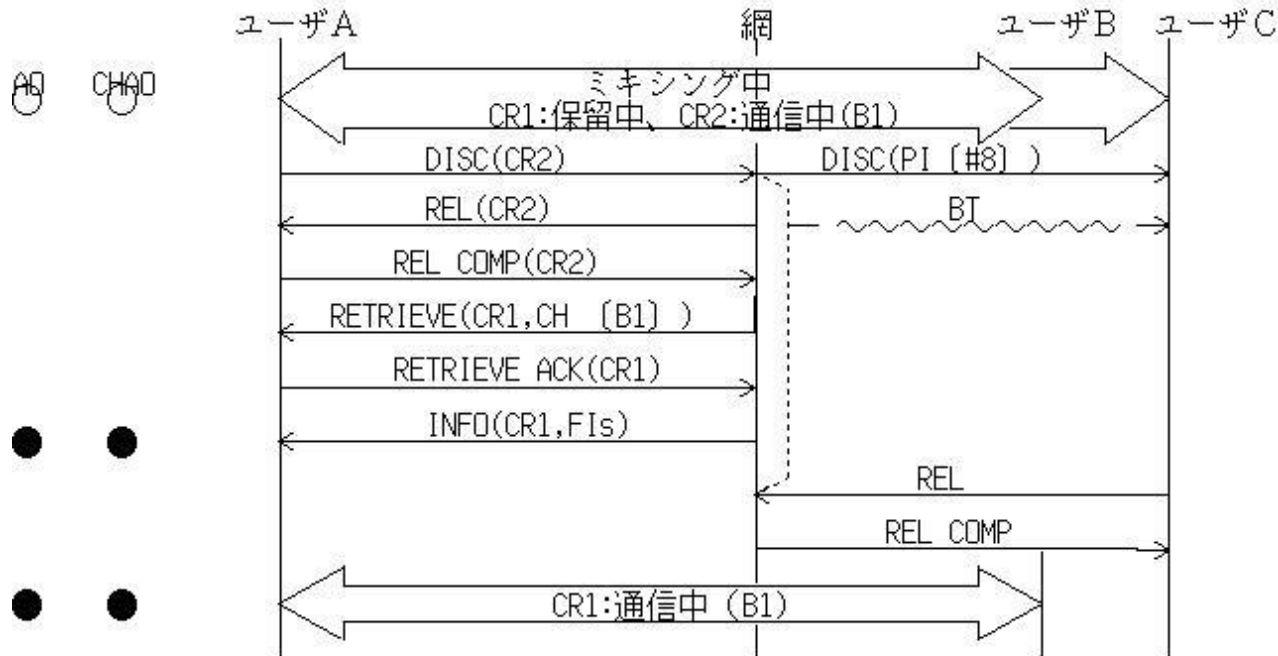 ユーザA 網 ユーザB ユーザC
AO CHAO
ミキシング中
CR1:保留中、CR2:通信中(B1)
DISC(CR2) DISC(PI〔#8〕)
REL(CR2) BT
REL COMP(CR2)
RETRIEVE(CR1,CH 〔B1〕)
RETRIEVE ACK(CR1)
INFO(CR1,FIs)
REL
REL COMP
CR1:通信中 (B1)